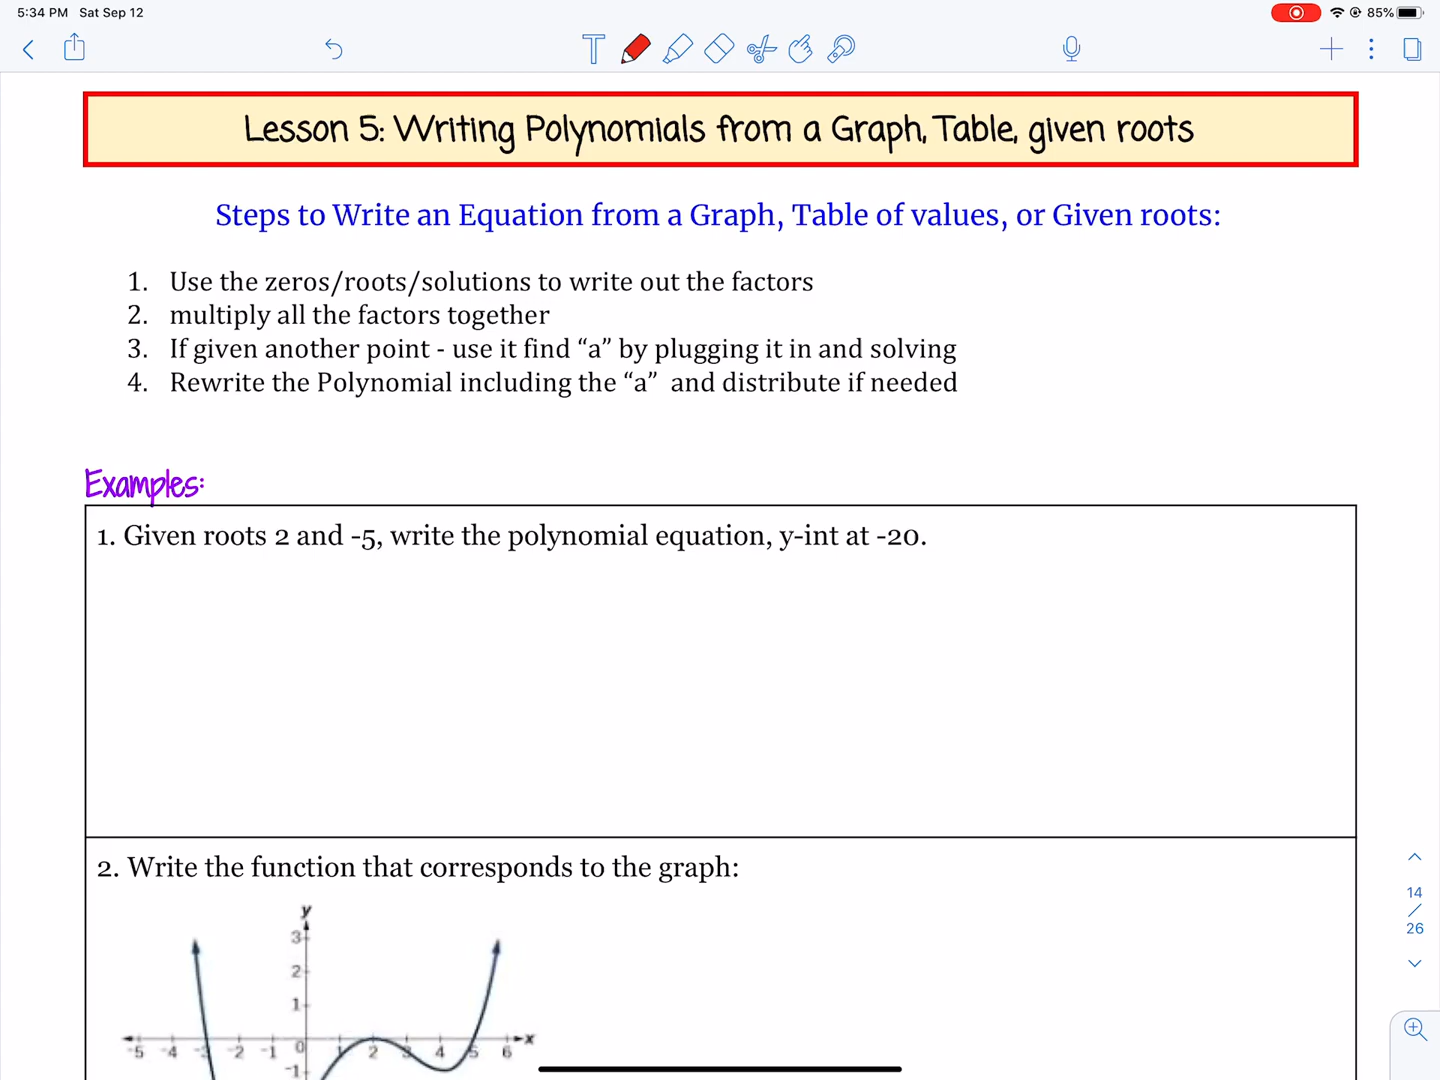 5:34 PM Sat Sep 12
85%
Lesson 5: Writing Polynomials from a Graph, Table, given roots
Steps to Write an Equation from a Graph, Table of values, or Given roots:
1. Use the zeros/roots/solutions to write out the factors
2. multiply all the factors together
3. If given another point - use it find “a” by plugging it in and solving
4. Rewrite the Polynomial including the “a” and distribute if needed
Examples:
1. Given roots 2 and -5, write the polynomial equation, y-int at -20.
2. Write the function that corresponds to the graph:
y
3
2
1
-5 -4 -3 -2 -1 0 1 2 3 4 5 6 x
-1
14
/
26